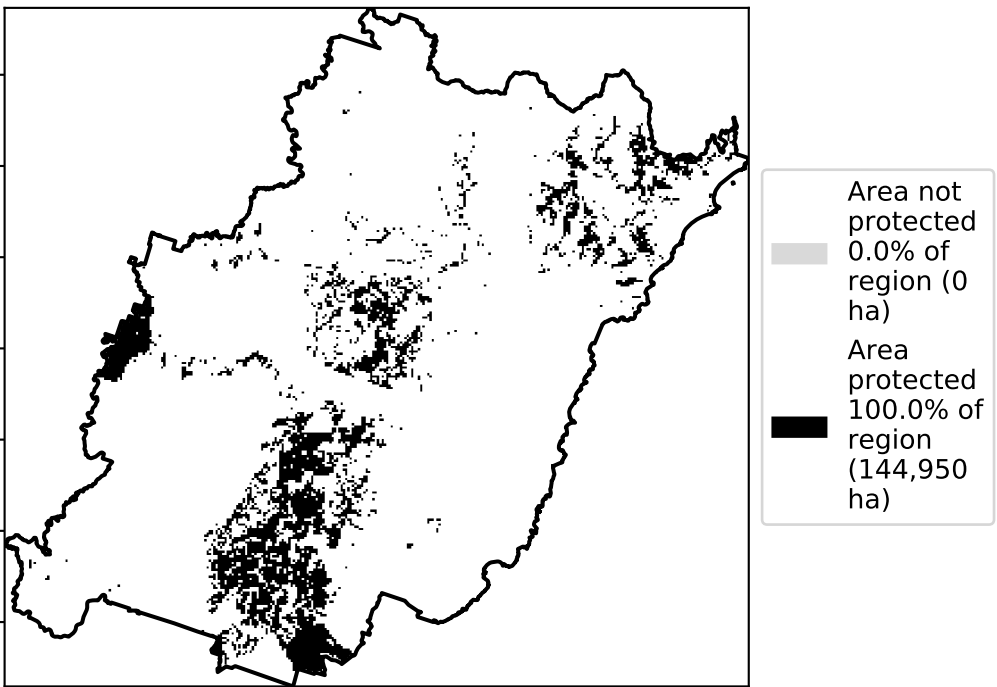 Area not
protected
0.0% of
region (0
ha)
Area
protected
100.0% of
region
(144,950
ha)